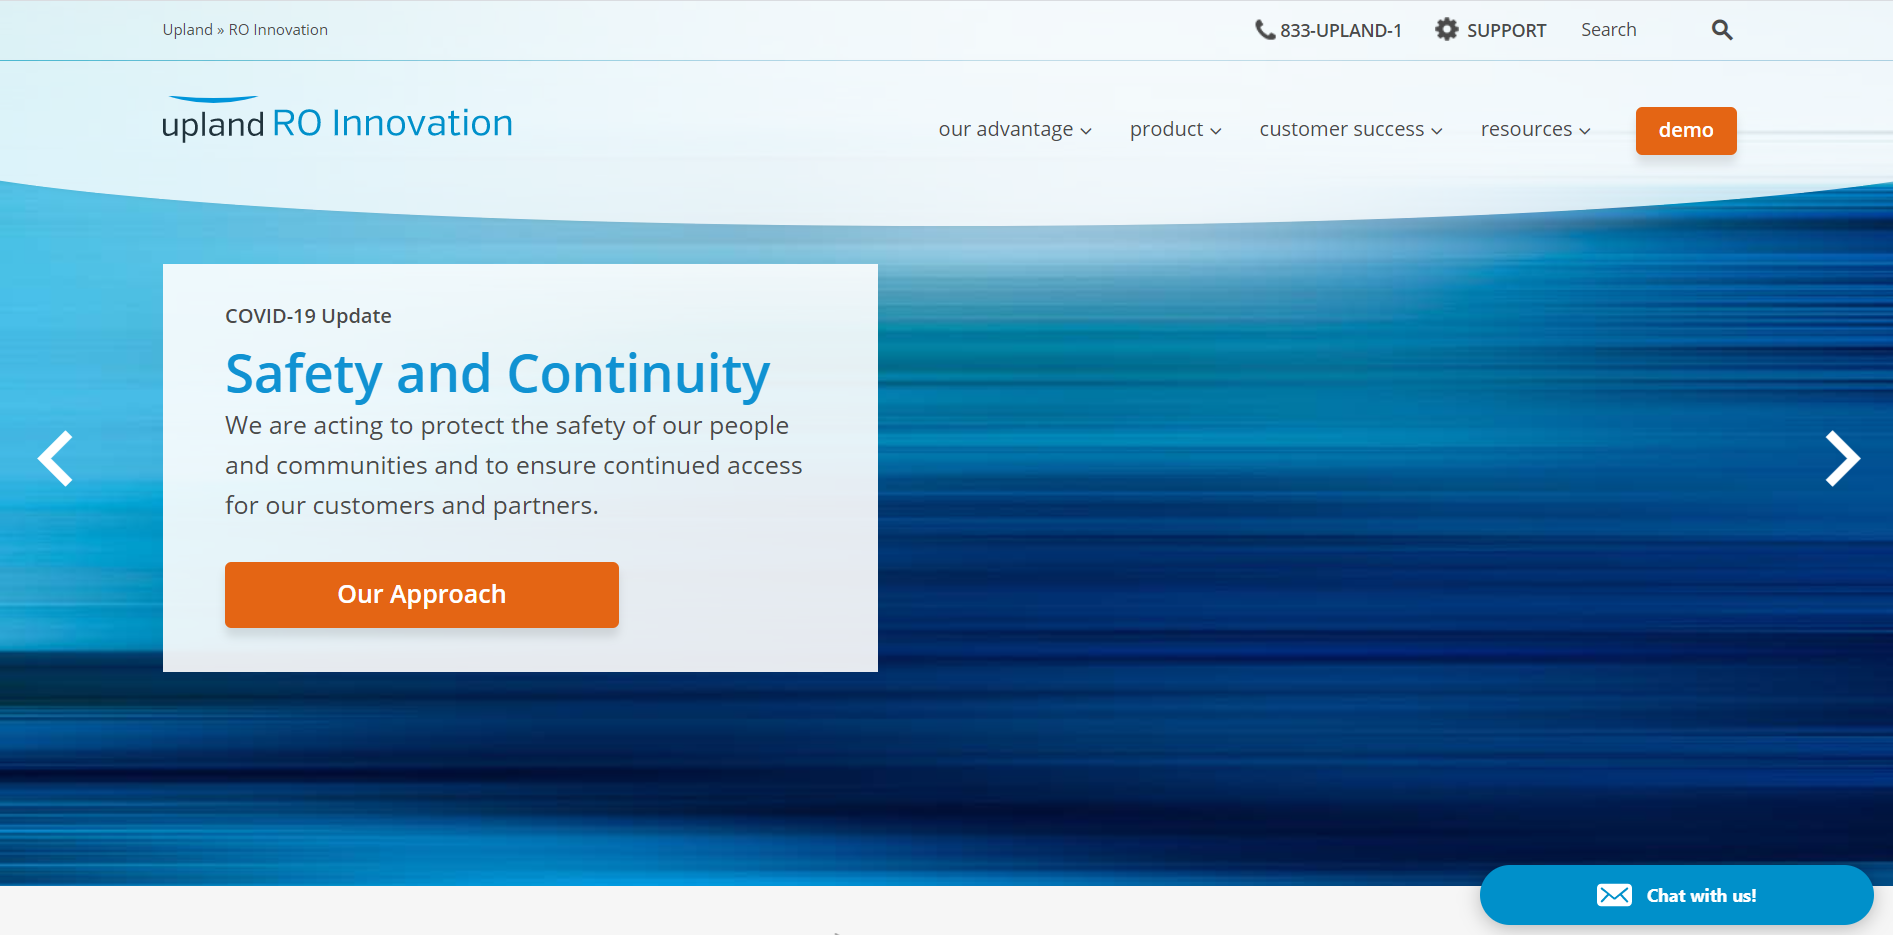 Upland » RO Innovation
833-UPLAND-1
SUPPORT
Search
upland RO Innovation
our advantage
product
customer success
resources
demo
COVID-19 Update
Safety and Continuity
We are acting to protect the safety of our people
and communities and to ensure continued access
for our customers and partners.
Our Approach
Chat with us!